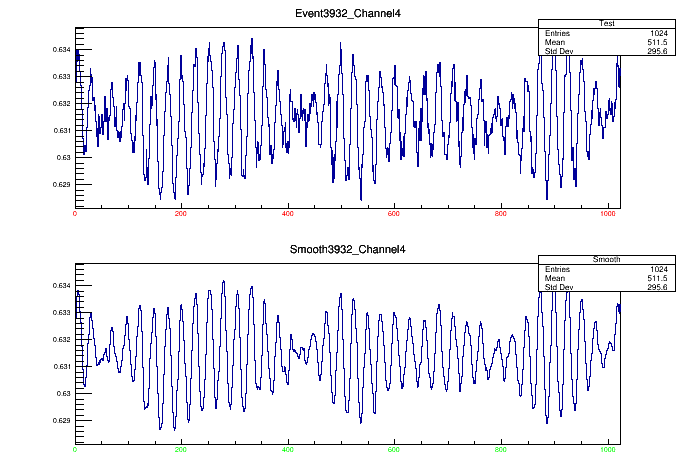 Event3932_Channel4
Test
Entries 1024
Mean 511.5
Std Dev 295.6
0.634
0.633
0.632
0.631
0.63
0.629
0 200 400 600 800 1000
Smooth3932_Channel4
Smooth
Entries 1024
Mean 511.5
Std Dev 295.6
0.634
0.633
0.632
0.631
0.63
0.629
0 200 400 600 800 1000